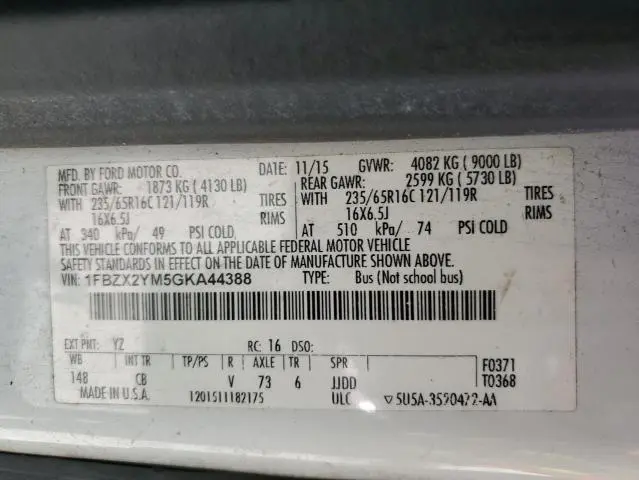 MFD. BY FORD MOTOR CO. DATE: 11/15 GVWR: 4082 KG ( 9000 LB)
FRONT GAWR: 1873 KG ( 4130 LB) REAR GAWR: 2599 KG ( 5730 LB)
WITH 235/65R16C 121/119R TIRES WITH 235/65R16C 121/119R TIRES
16X6.5J RIMS 16X6.5J RIMS
AT 340 kPa/ 49 PSI COLD AT 510 kPa/ 74 PSI COLD
THIS VEHICLE CONFORMS TO ALL APPLICABLE FEDERAL MOTOR VEHICLE
SAFETY STANDARDS IN EFFECT ON THE DATE OF MANUFACTURE SHOWN ABOVE.
VIN: 1FBZX2YM5GKA44388 TYPE: Bus (Not school bus)
EXT PNT: YZ RC: 16 DSO:
WB INT TR TP/PS R AXLE TR SPR F0371
148 CB V 73 6 JJDD T0368
MADE IN U.S.A. 1201511182175 ULC ▽ 5U5A-3520472-AA